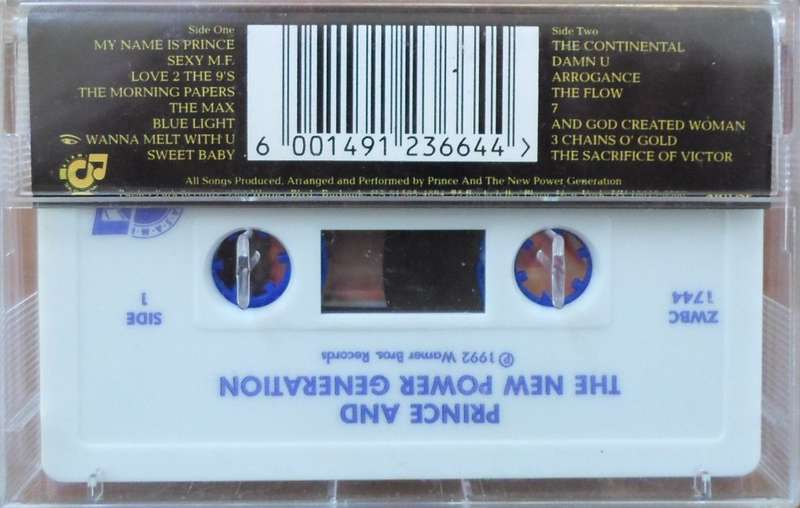 Side One
MY NAME IS PRINCE
SEXY M.F.
LOVE 2 THE 9'S
THE MORNING PAPERS
THE MAX
BLUE LIGHT
WANNA MELT WITH U
SWEET BABY
6 001491 236644 >
Side Two
THE CONTINENTAL
DAMN U
ARROGANCE
THE FLOW
7
AND GOD CREATED WOMAN
3 CHAINS O' GOLD
THE SACRIFICE OF VICTOR
All Songs Produced, Arranged and Performed by Prince And The New Power Generation
SIDE
1
ZWBC
1744
℗ 1992 Warner Bros. Records
THE NEW POWER GENERATION
PRINCE AND